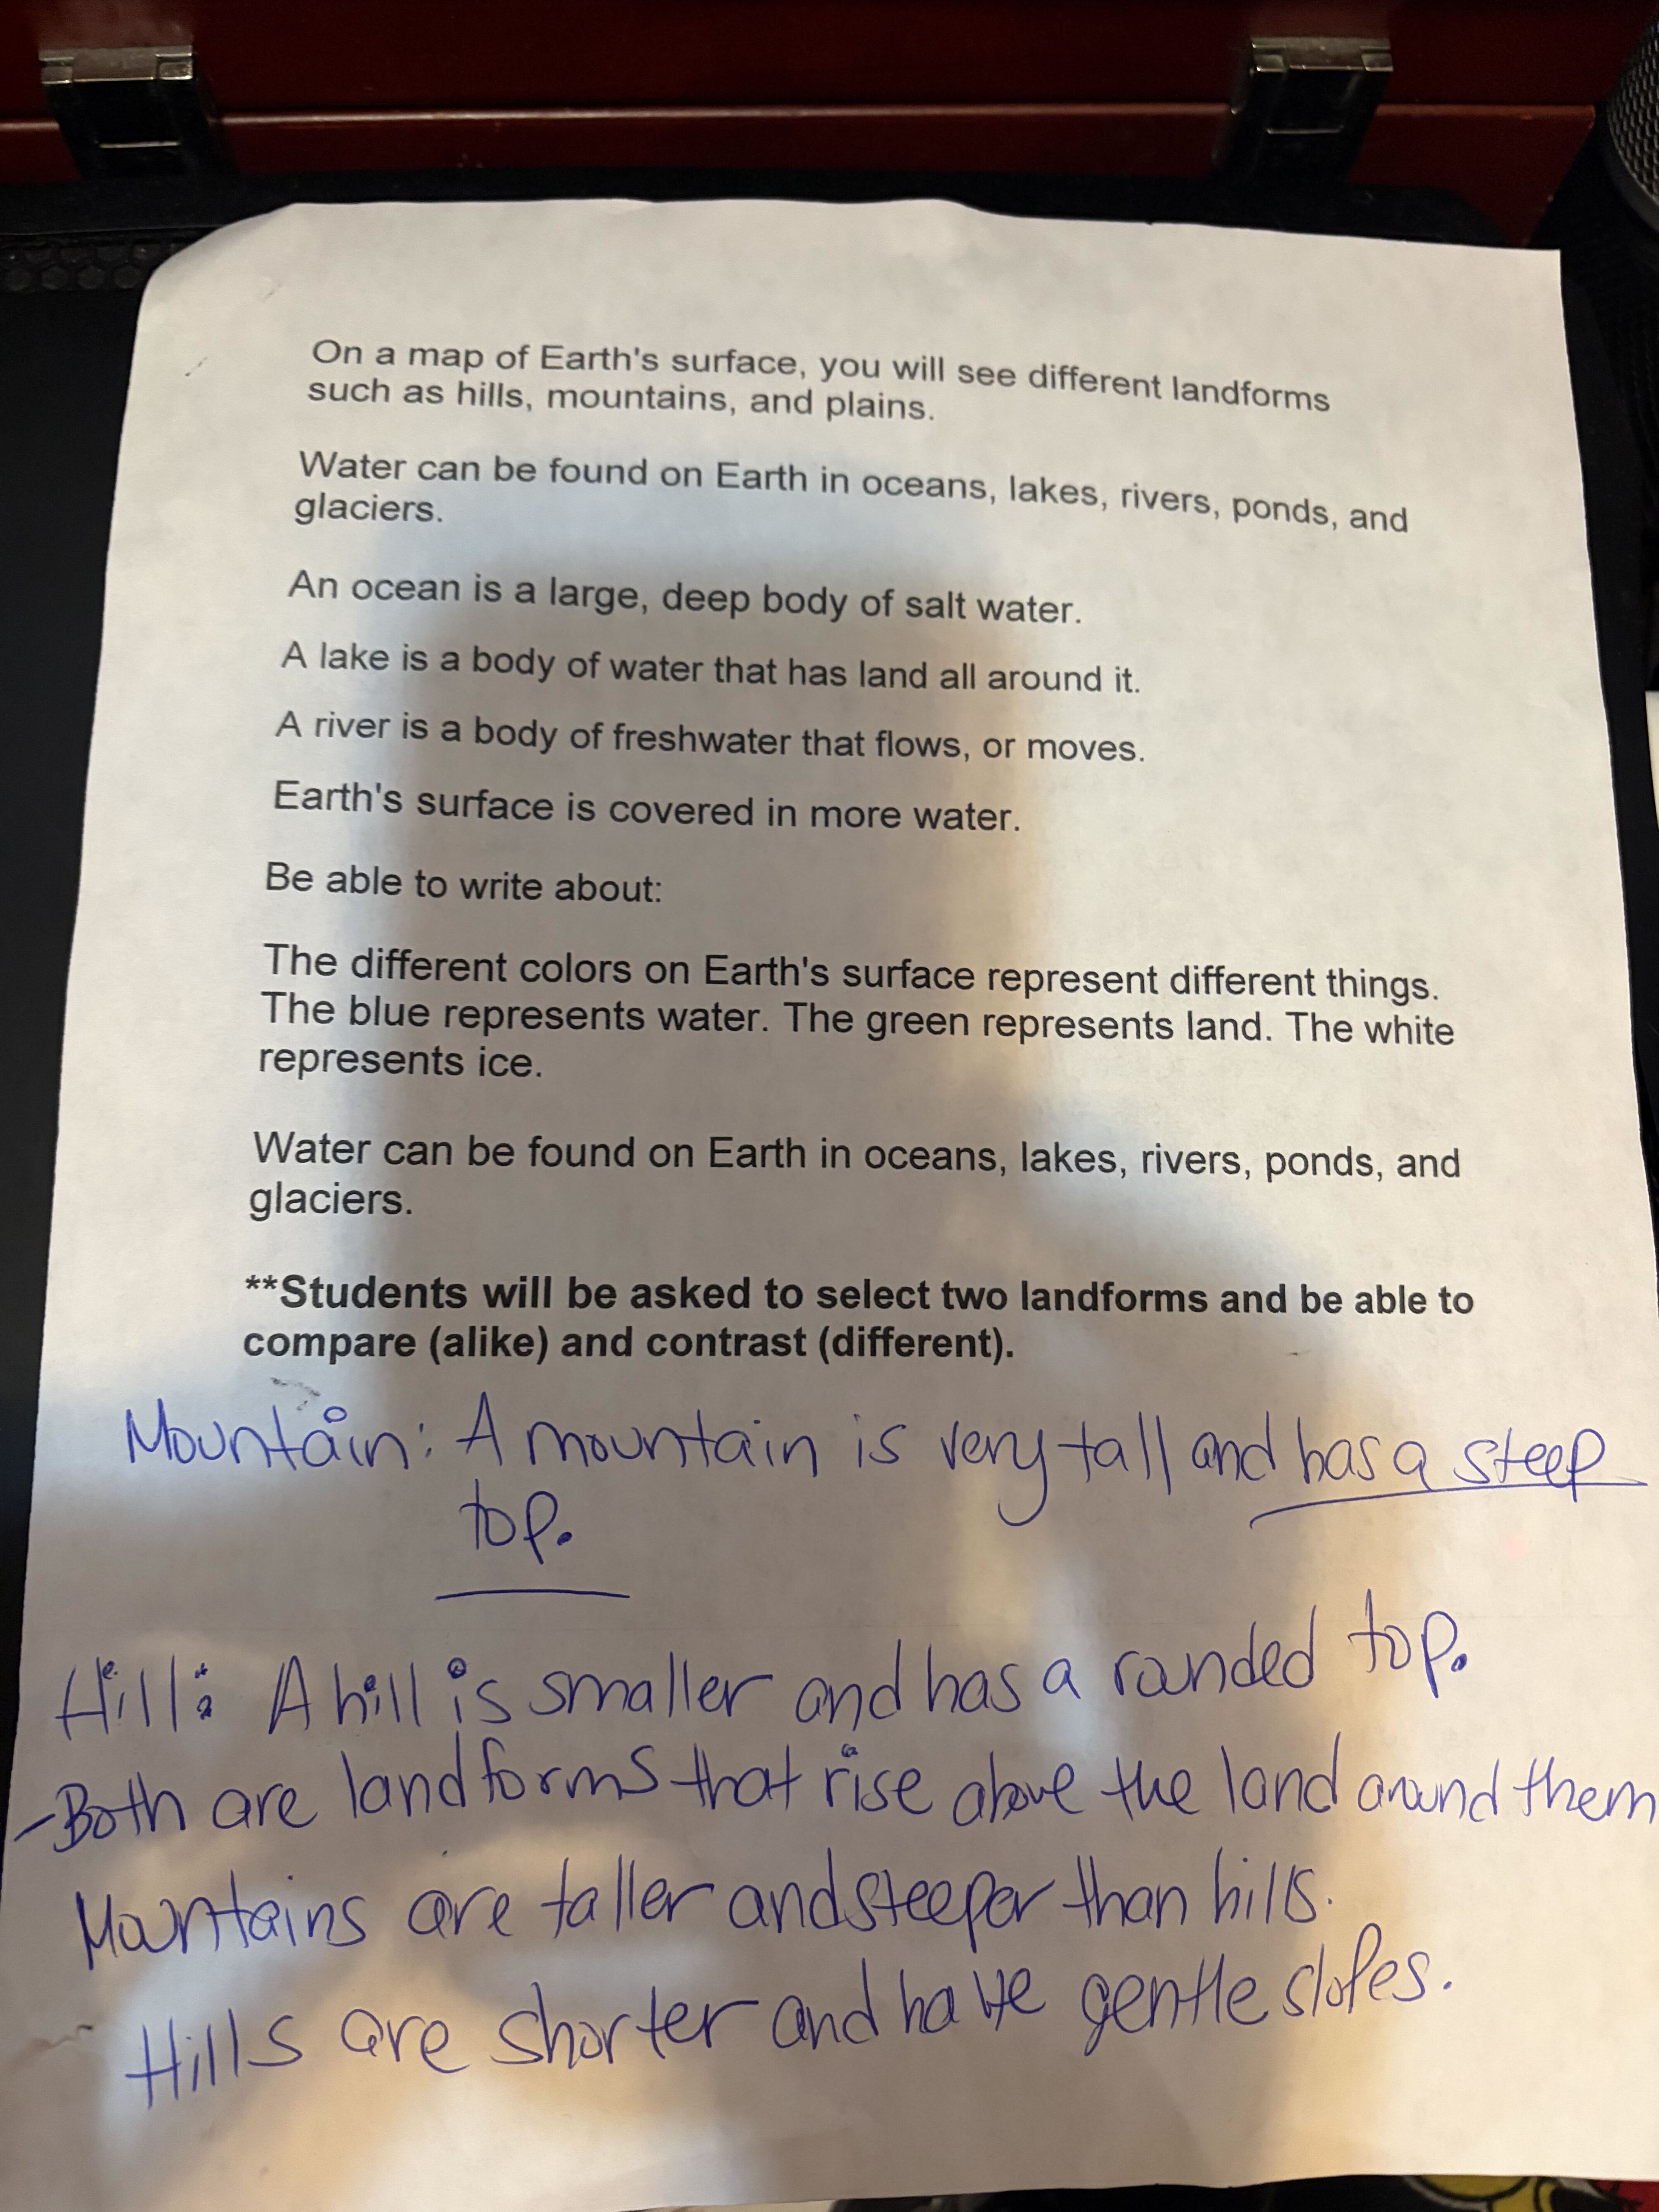 On a map of Earth's surface, you will see different landforms
such as hills, mountains, and plains.
Water can be found on Earth in oceans, lakes, rivers, ponds, and
glaciers.
An ocean is a large, deep body of salt water.
A lake is a body of water that has land all around it.
A river is a body of freshwater that flows, or moves.
Earth's surface is covered in more water.
Be able to write about:
The different colors on Earth's surface represent different things.
The blue represents water. The green represents land. The white
represents ice.
Water can be found on Earth in oceans, lakes, rivers, ponds, and
glaciers.
**Students will be asked to select two landforms and be able to
compare (alike) and contrast (different).
Mountain: A mountain is very tall and has a steep
top.
Hill: A hill is smaller and has a rounded top.
-Both are landforms that rise above the land around them
Mountains are taller and steeper than hills.
Hills are shorter and have gentle slopes.